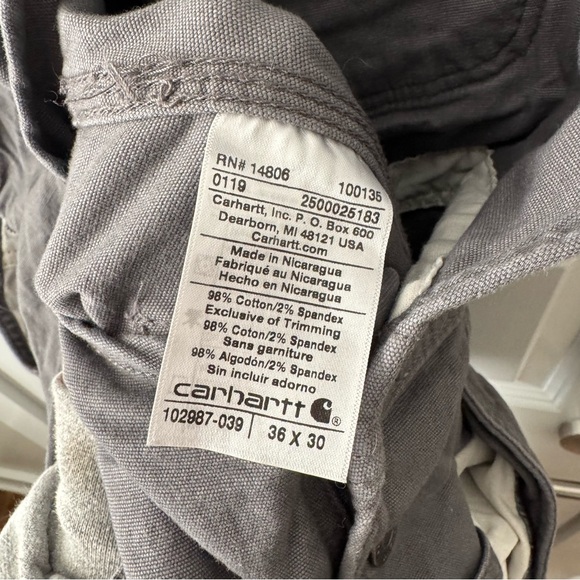 RN# 14806 100135
0119 2500025183
Carhartt, Inc. P. O. Box 600
Dearborn, MI 48121 USA
Carhartt.com
Made in Nicaragua
Fabriqué au Nicaragua
Hecho en Nicaragua
98% Cotton/2% Spandex
Exclusive of Trimming
98% Coton/2% Spandex
Sans garniture
98% Algodón/2% Spandex
Sin incluir adorno
carhartt ®
102987-039 36 X 30